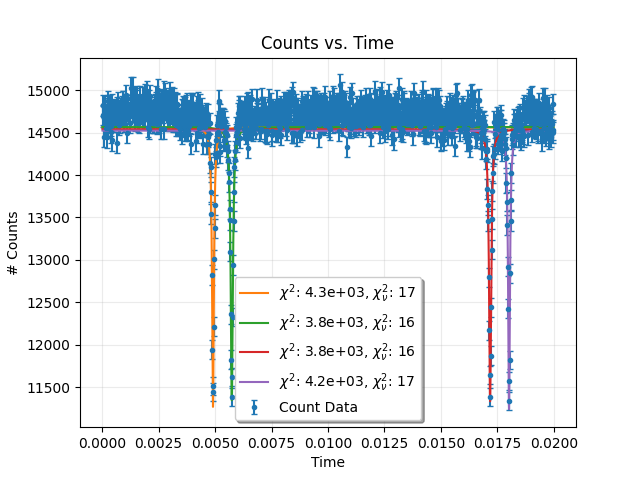 Counts vs. Time
# Counts
15000
14500
14000
13500
13000
12500
12000
11500
χ²: 4.3e+03, χ²ᵥ: 17
χ²: 3.8e+03, χ²ᵥ: 16
χ²: 3.8e+03, χ²ᵥ: 16
χ²: 4.2e+03, χ²ᵥ: 17
Count Data
0.0000 0.0025 0.0050 0.0075 0.0100 0.0125 0.0150 0.0175 0.0200
Time